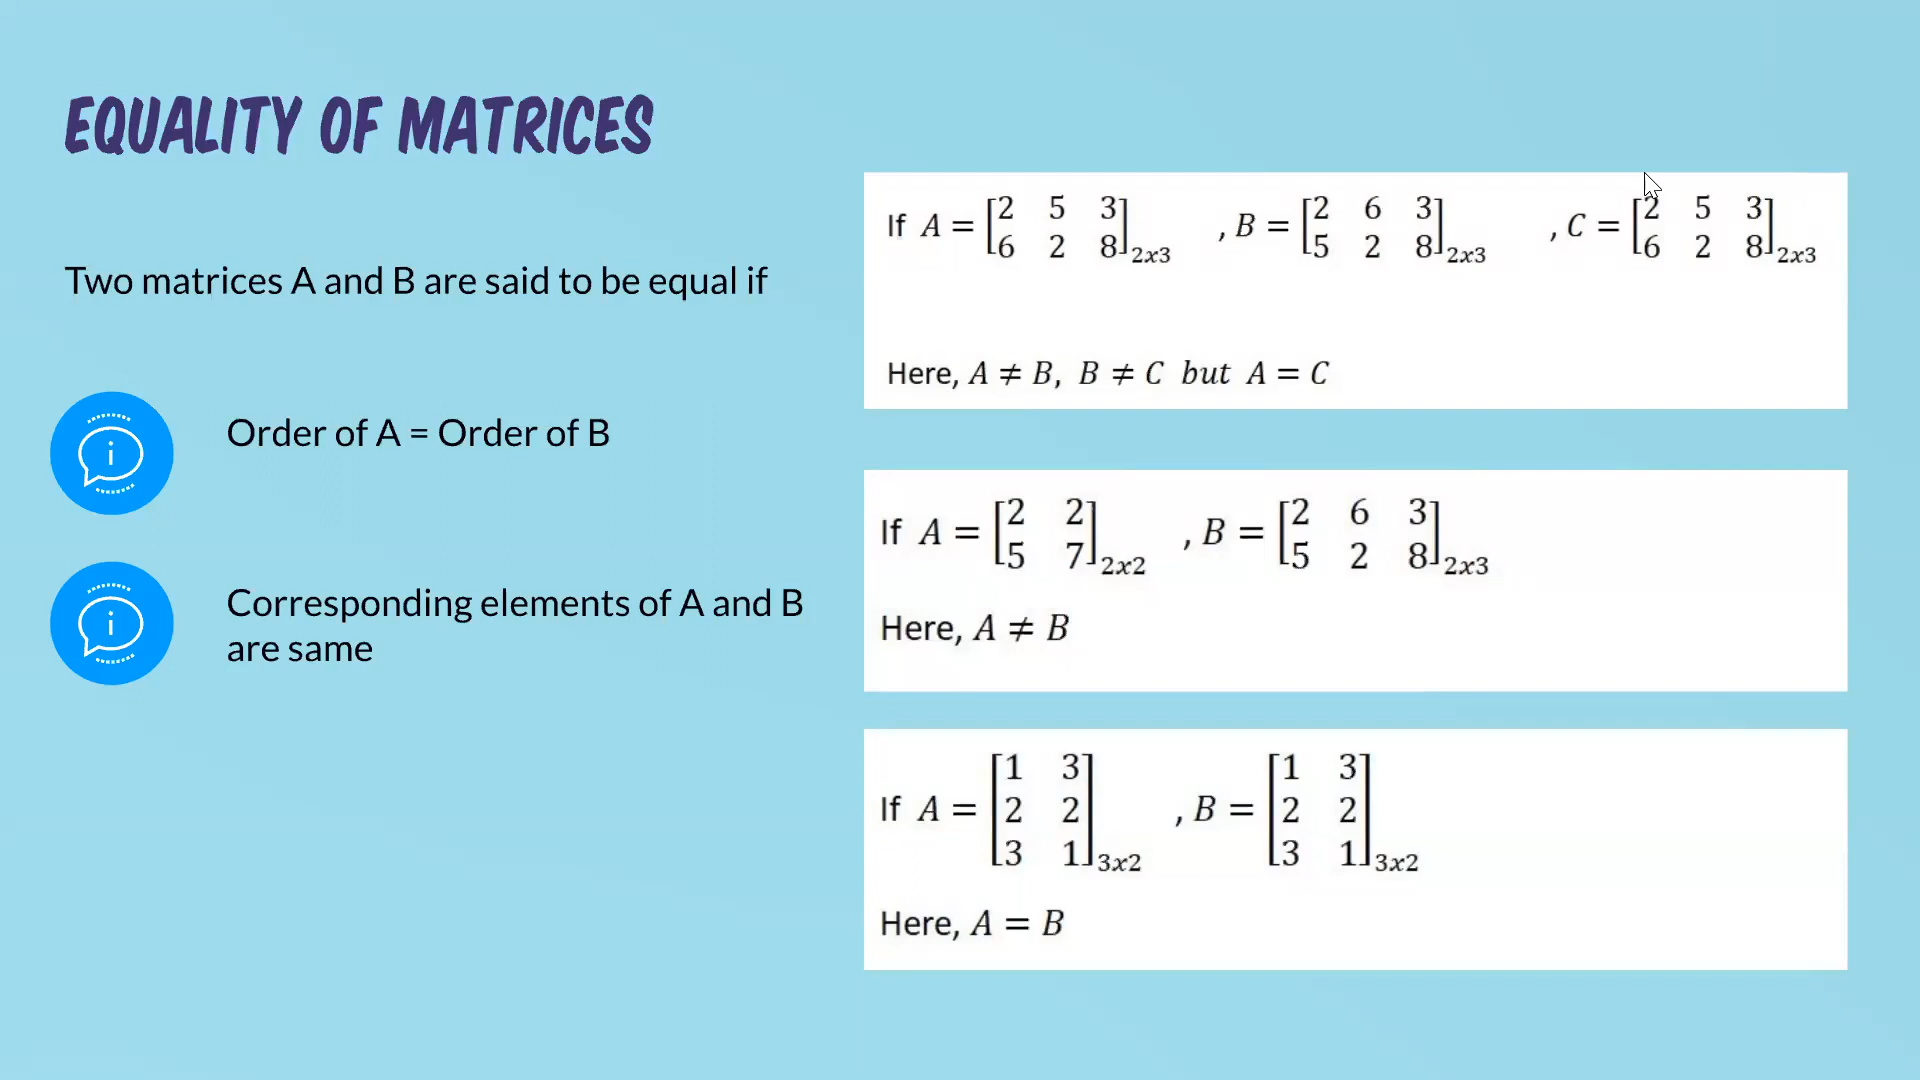 EQUALITY OF MATRICES
Two matrices A and B are said to be equal if
Order of A = Order of B
Corresponding elements of A and B
are same
If A = [2 5 3
6 2 8]2x3 , B = [2 6 3
5 2 8]2x3 , C = [2 5 3
6 2 8]2x3
Here, A ≠ B, B ≠ C but A = C
If A = [2 2
5 7]2x2 , B = [2 6 3
5 2 8]2x3
Here, A ≠ B
If A = [1 3
2 2
3 1]3x2 , B = [1 3
2 2
3 1]3x2
Here, A = B